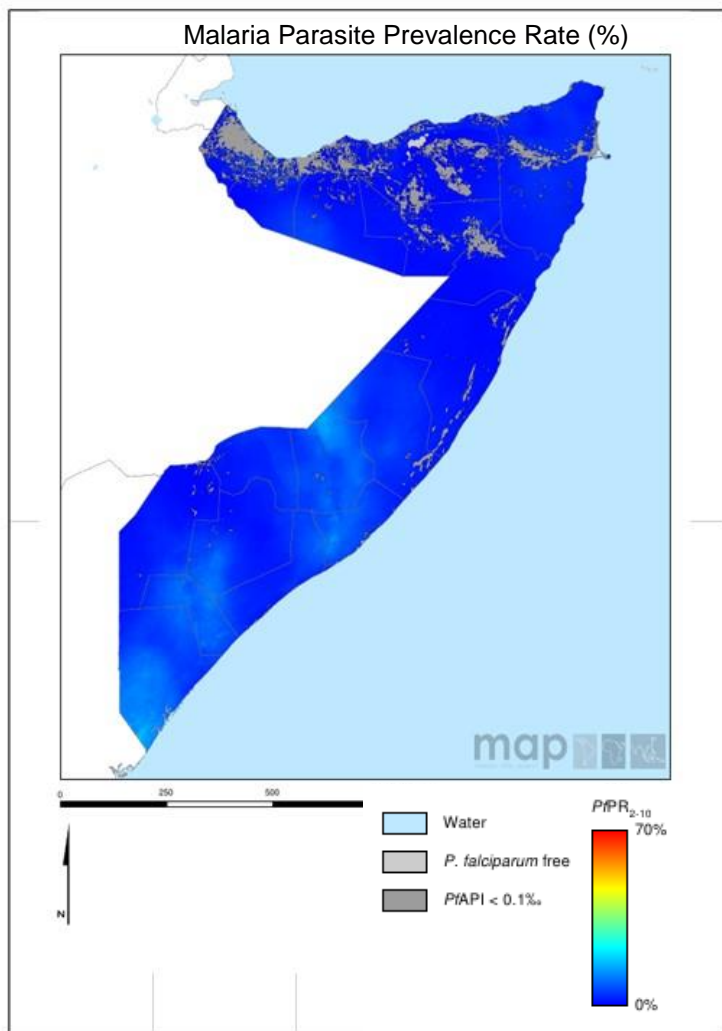 Malaria Parasite Prevalence Rate (%)
map
0 250 500
N
Water
P. falciparum free
PfAPI < 0.1‰
PfPR2-10
70%
0%